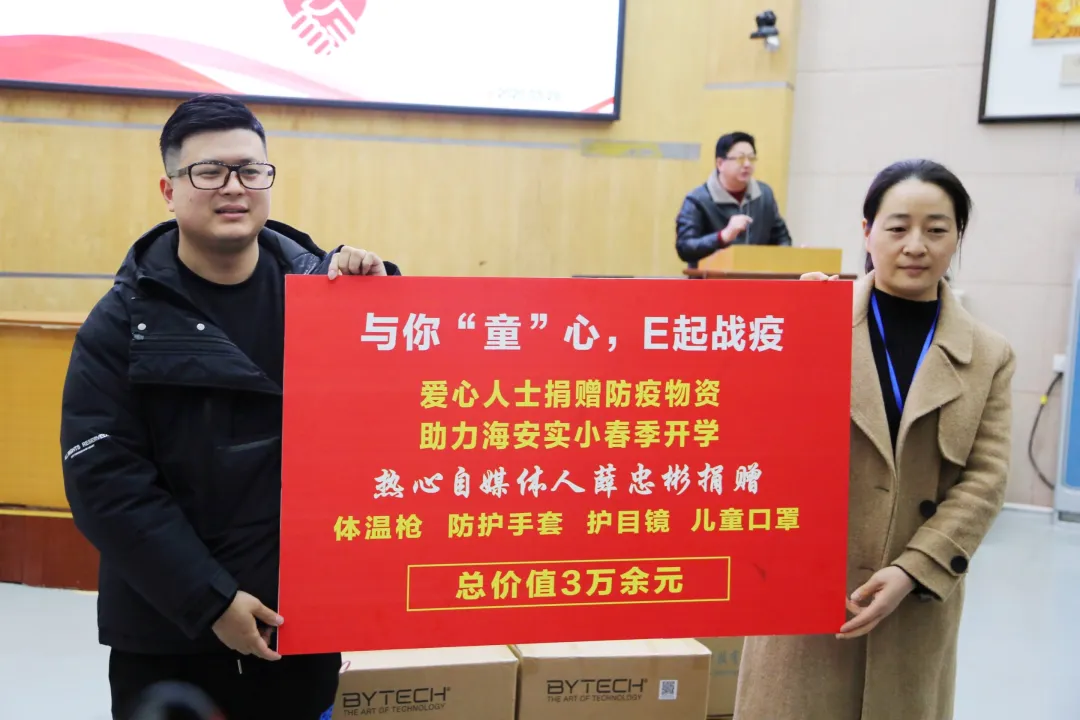 与你“童”心，E起战疫
爱心人士捐赠防疫物资
助力海安实小春季开学
热心自媒体人薛忠彬捐赠
体温枪 防护手套 护目镜 儿童口罩
总价值3万余元
BYTECH®
THE ART OF TECHNOLOGY
BYTECH®
THE ART OF TECHNOLOGY